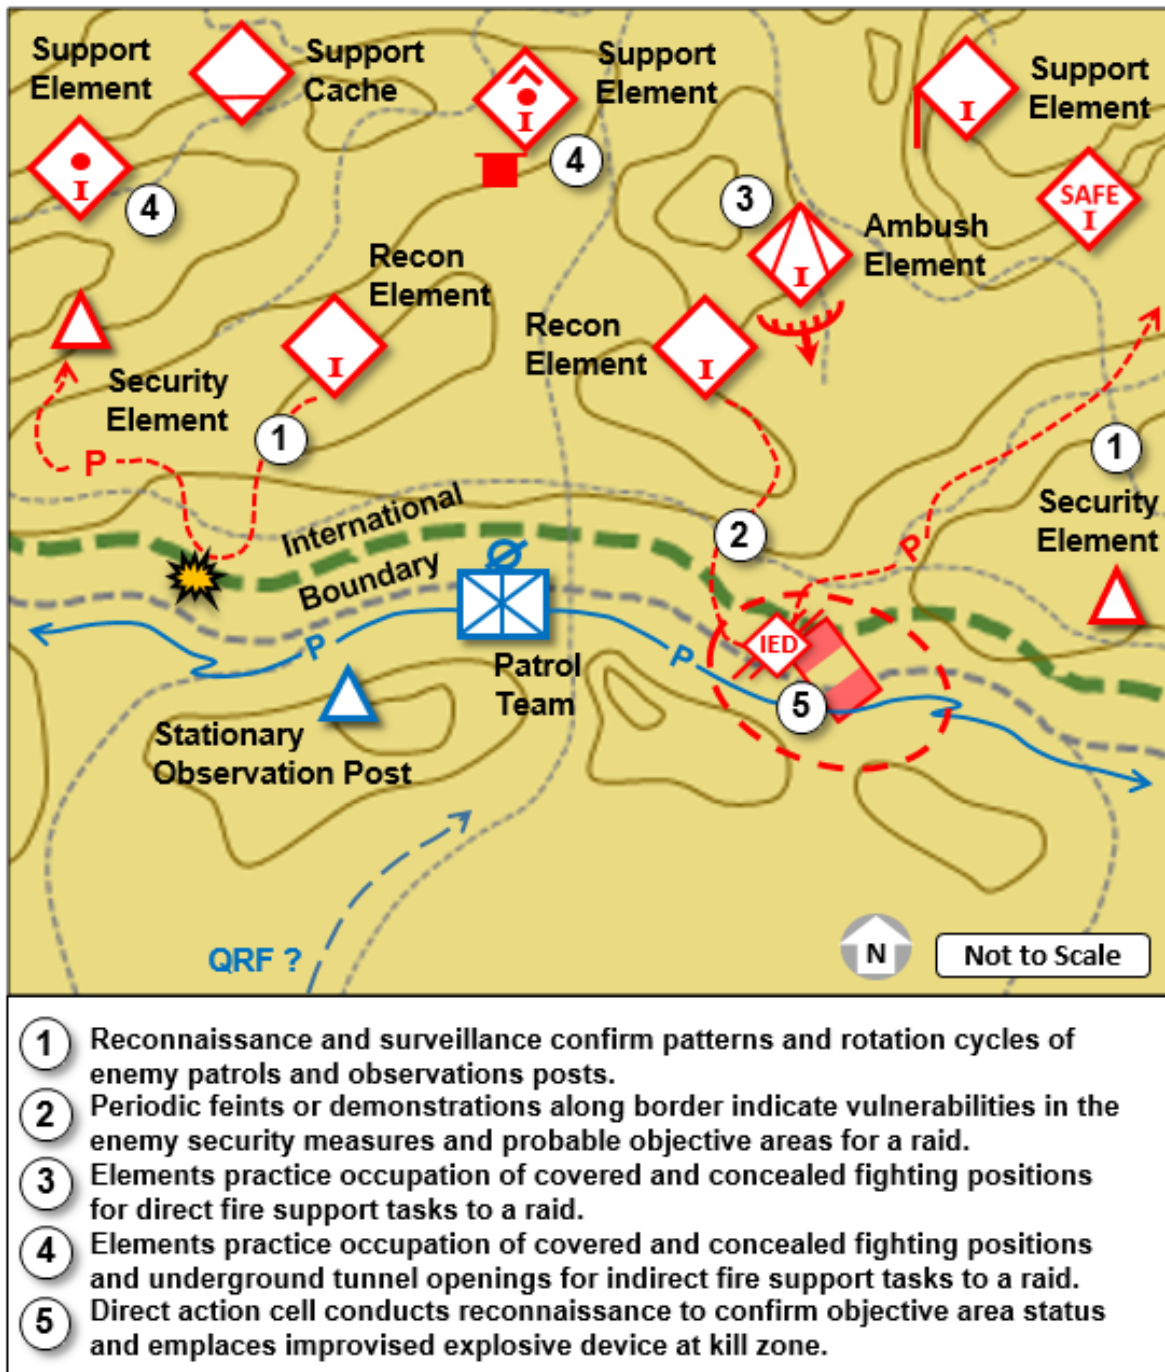 Support
Element
Support
Cache
Support
Element
Support
Element
I
I
I
4
4
3
SAFE
I
Ambush
Element
I
Recon
Element
Recon
Element
I
I
Security
Element
1
1
P
Security
Element
International
Boundary
2
P
IED
P
P
Patrol
Team
5
Stationary
Observation Post
QRF ?
N
Not to Scale
1 Reconnaissance and surveillance confirm patterns and rotation cycles of
enemy patrols and observations posts.
2 Periodic feints or demonstrations along border indicate vulnerabilities in the
enemy security measures and probable objective areas for a raid.
3 Elements practice occupation of covered and concealed fighting positions
for direct fire support tasks to a raid.
4 Elements practice occupation of covered and concealed fighting positions
and underground tunnel openings for indirect fire support tasks to a raid.
5 Direct action cell conducts reconnaissance to confirm objective area status
and emplaces improvised explosive device at kill zone.